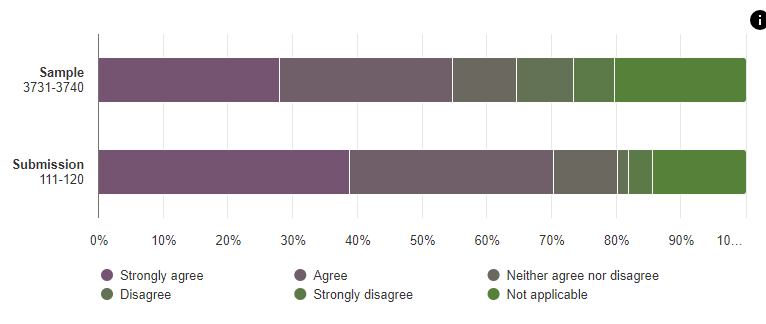 Sample
3731-3740
Submission
111-120
0% 10% 20% 30% 40% 50% 60% 70% 80% 90% 10...
Strongly agree Agree Neither agree nor disagree
Disagree Strongly disagree Not applicable